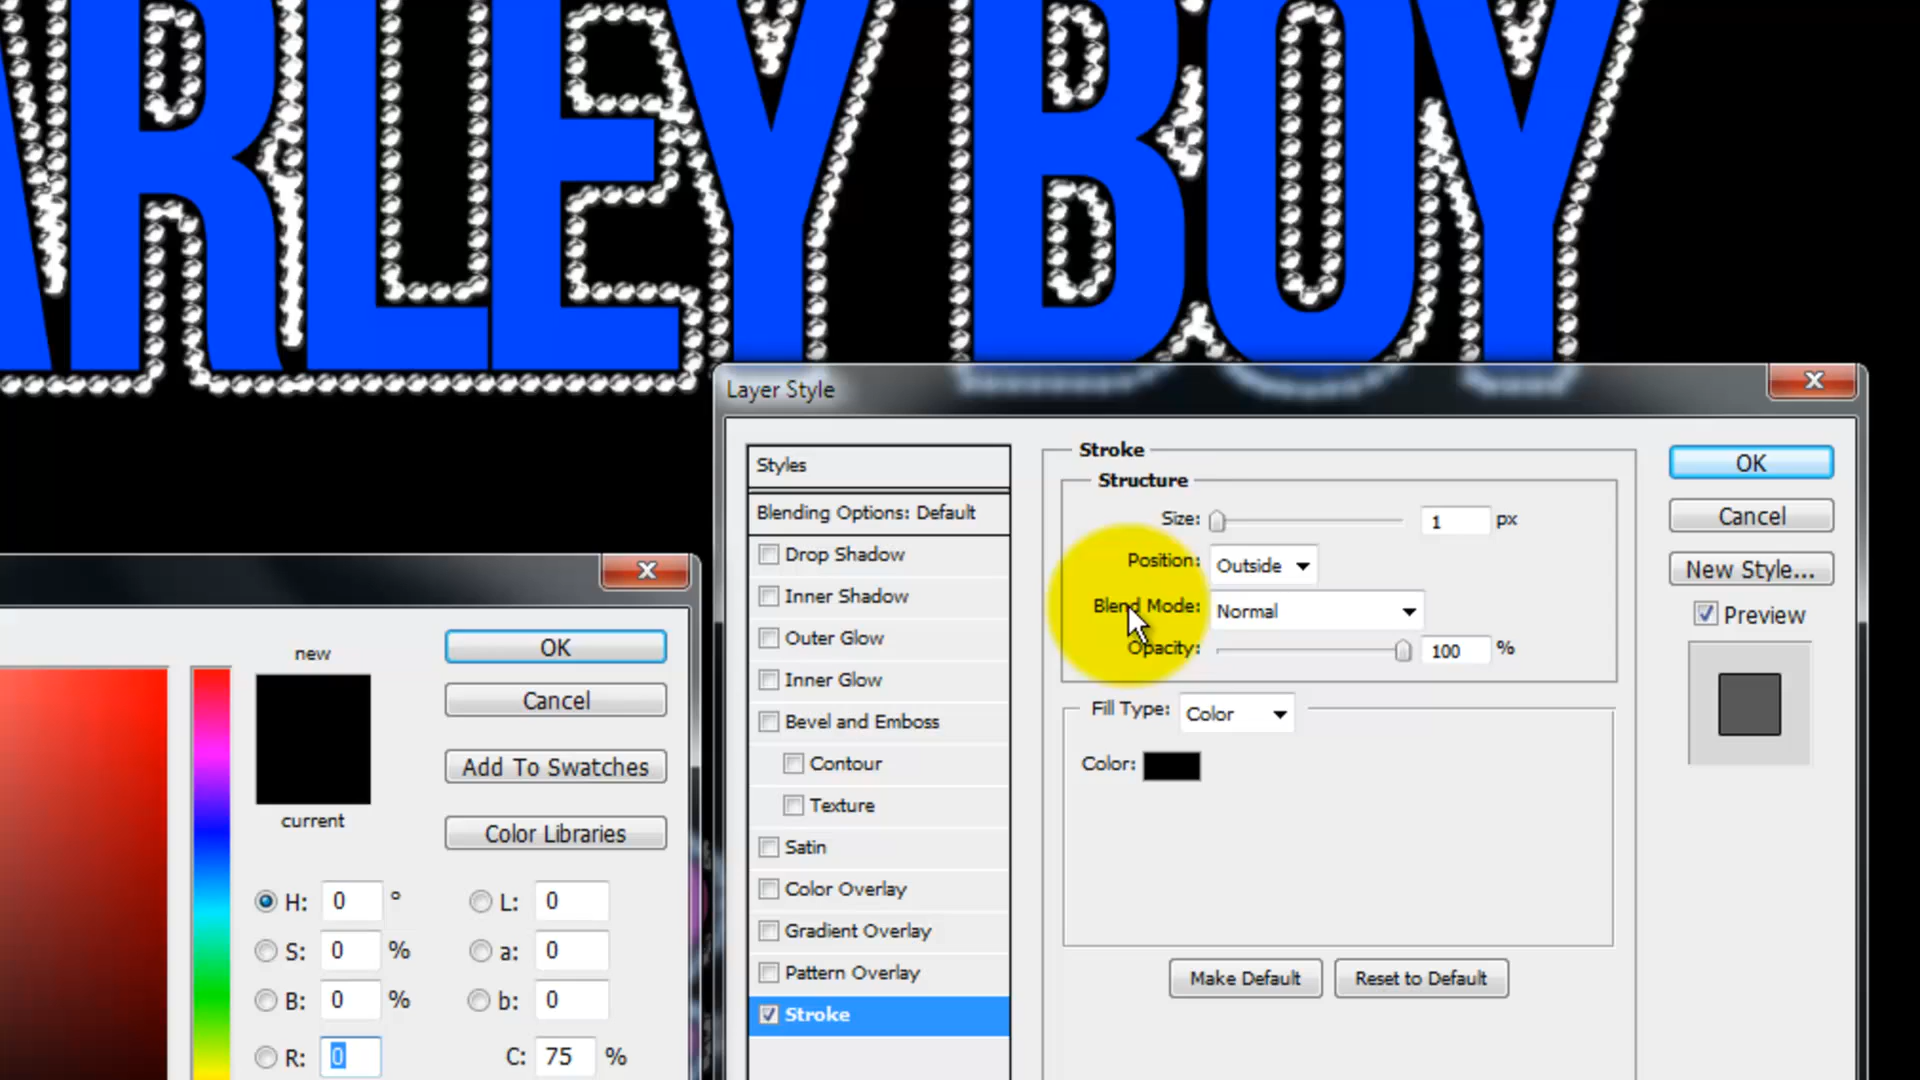 ARLEY BOY
Layer Style
Styles
Blending Options: Default
Drop Shadow
Inner Shadow
Outer Glow
Inner Glow
Bevel and Emboss
Contour
Texture
Satin
Color Overlay
Gradient Overlay
Pattern Overlay
Stroke
Stroke
Structure
Size: 1 px
Position: Outside
Blend Mode: Normal
Opacity: 100 %
Fill Type: Color
Color:
Make Default Reset to Default
OK
Cancel
New Style...
Preview
new
current
OK
Cancel
Add To Swatches
Color Libraries
H: 0 ° L: 0
S: 0 % a: 0
B: 0 % b: 0
R: 0 C: 75 %